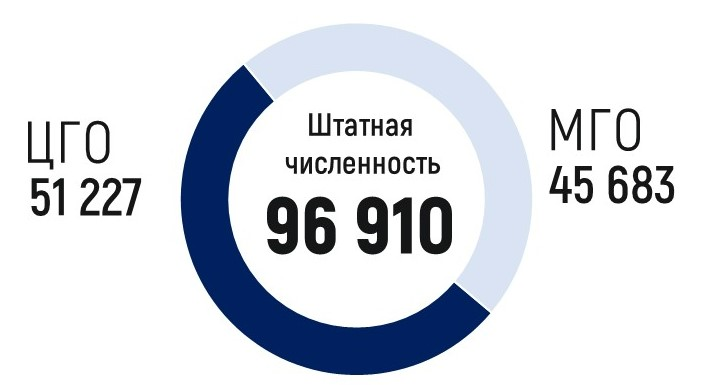 ЦГО
51 227
Штатная
численность
96 910
МГО
45 683